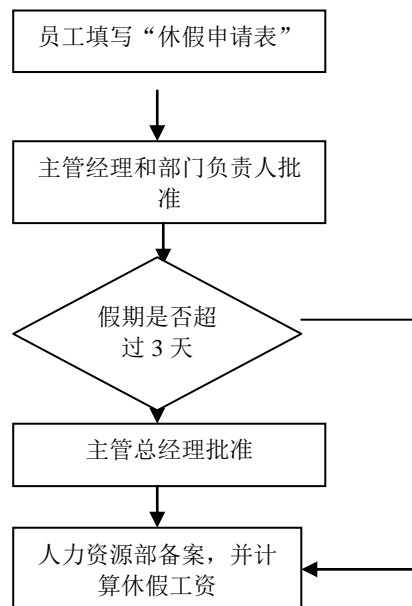 员工填写“休假申请表”
主管经理和部门负责人批
准
假期是否超
过 3 天
主管总经理批准
人力资源部备案，并计
算休假工资